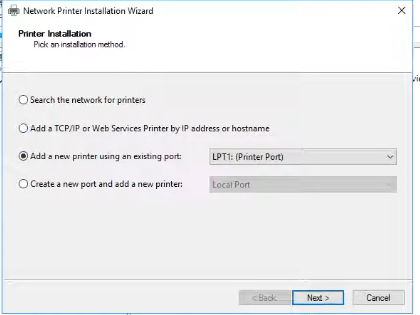 Network Printer Installation Wizard
Printer Installation
Pick an installation method.
Search the network for printers
Add a TCP/IP or Web Services Printer by IP address or hostname
Add a new printer using an existing port: LPT1: (Printer Port)
Create a new port and add a new printer: Local Port
< Back Next > Cancel